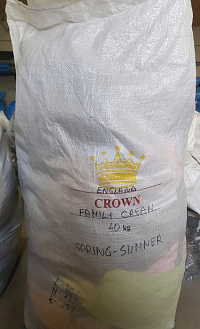 ENGLAND
CROWN
FAMILY CREAM
40 kg
SPRING-SUMMER